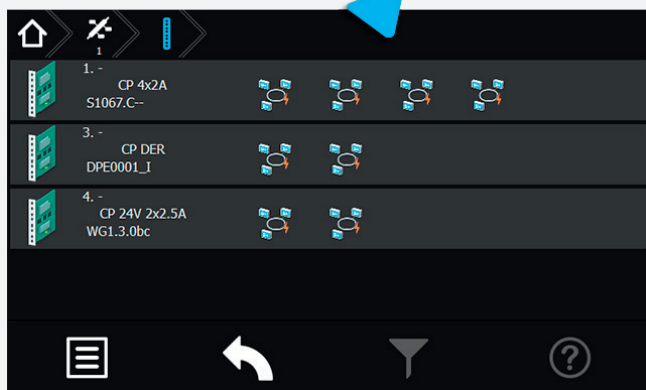 1
1. -
CP 4x2A
S1067.C--
3. -
CP DER
DPE0001_I
4. -
CP 24V 2x2.5A
WG1.3.0bc
?